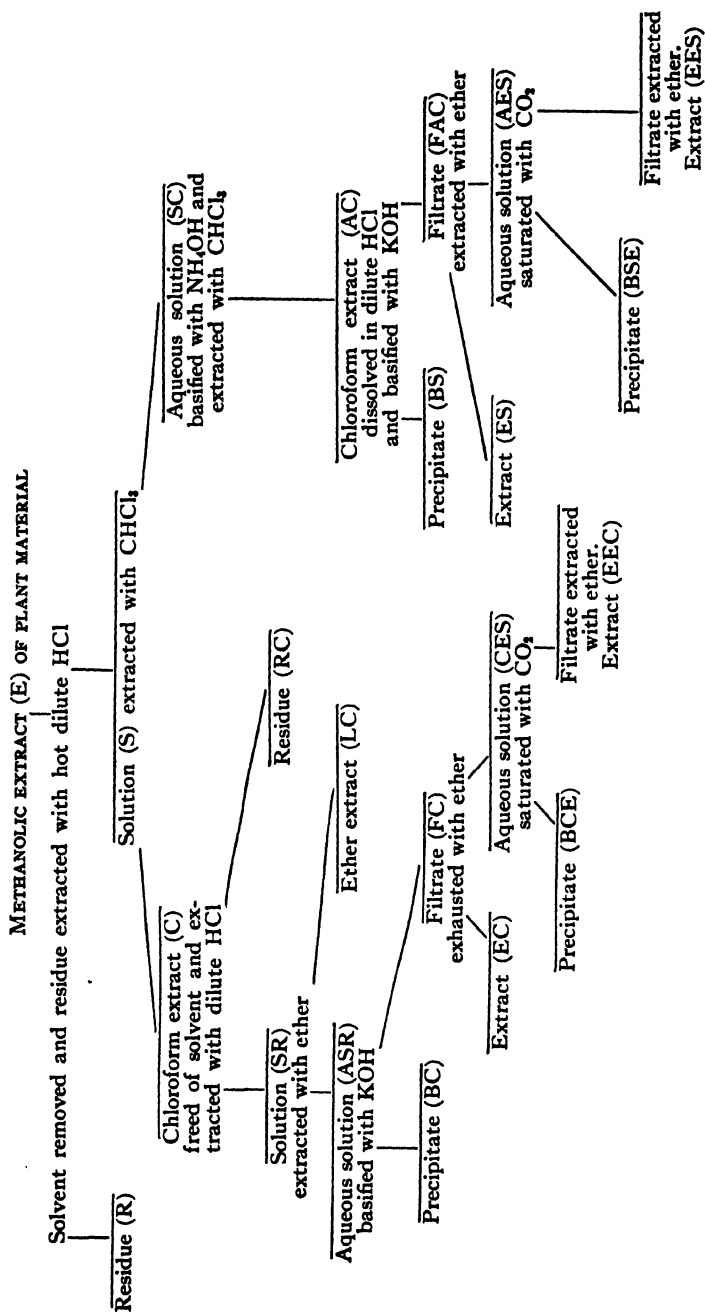 METHANOLIC EXTRACT (E) OF PLANT MATERIAL
Solvent removed and residue extracted with hot dilute HCl
Residue (R)
Solution (S) extracted with CHCl₃
Chloroform extract (C)
freed of solvent and ex-
tracted with dilute HCl
Aqueous solution (SC)
basified with NH₄OH and
extracted with CHCl₃
Residue (RC)
Solution (SR)
extracted with ether
Chloroform extract (AC)
dissolved in dilute HCl
and basified with KOH
Ether extract (LC)
Aqueous solution (ASR)
basified with KOH
Precipitate (BS)
Filtrate (FAC)
extracted with ether
Precipitate (BC)
Filtrate (FC)
exhausted with ether
Extract (ES)
Aqueous solution (AES)
saturated with CO₂
Extract (EC)
Aqueous solution (CES)
saturated with CO₂
Precipitate (BCE)
Filtrate extracted
with ether.
Extract (EEC)
Precipitate (BSE)
Filtrate extracted
with ether.
Extract (EES)